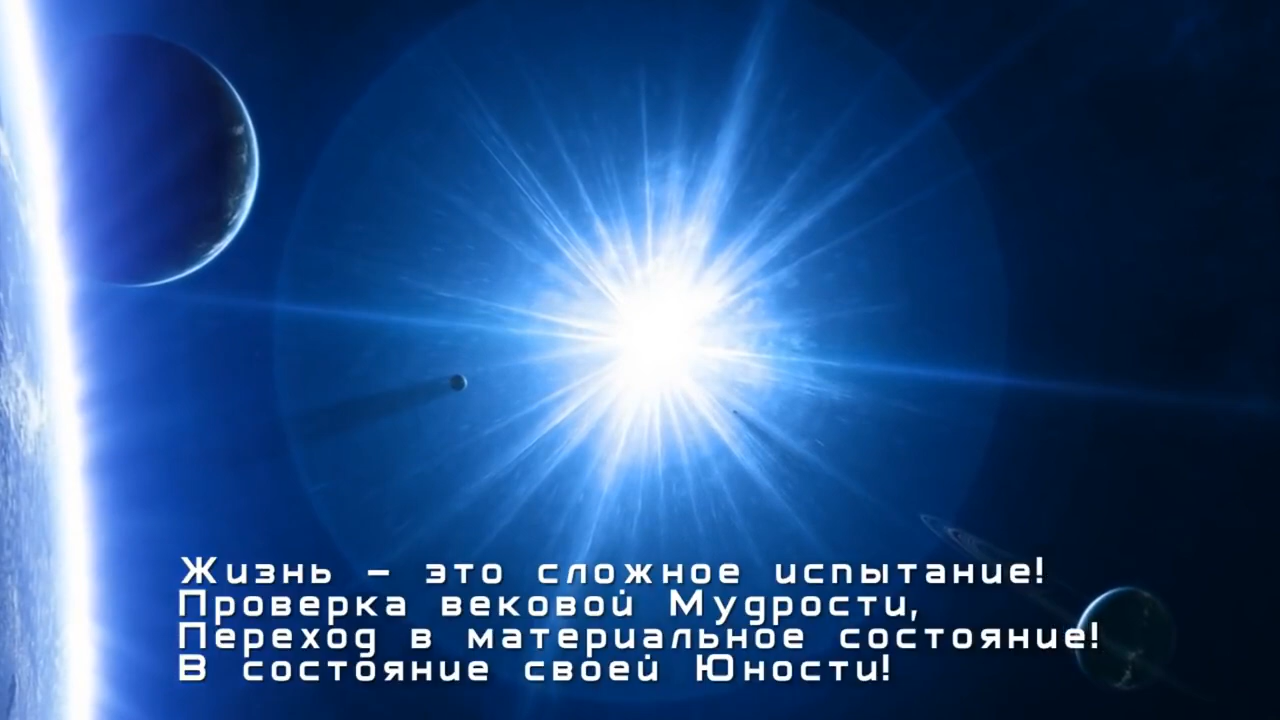 Жизнь – это сложное испытание!
Проверка вековой Мудрости,
Переход в материальное состояние!
В состояние своей Юности!